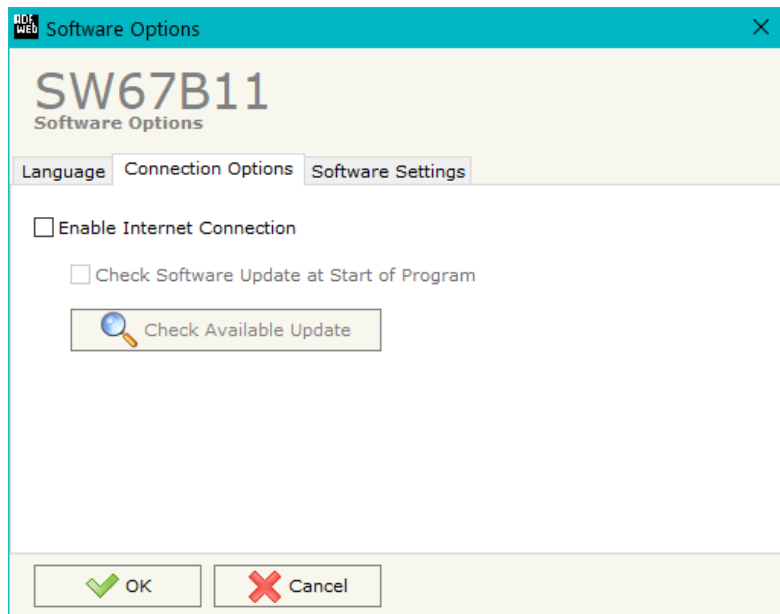 ADF
WEB Software Options
SW67B11
Software Options
Language Connection Options Software Settings
Enable Internet Connection
Check Software Update at Start of Program
Check Available Update
OK Cancel